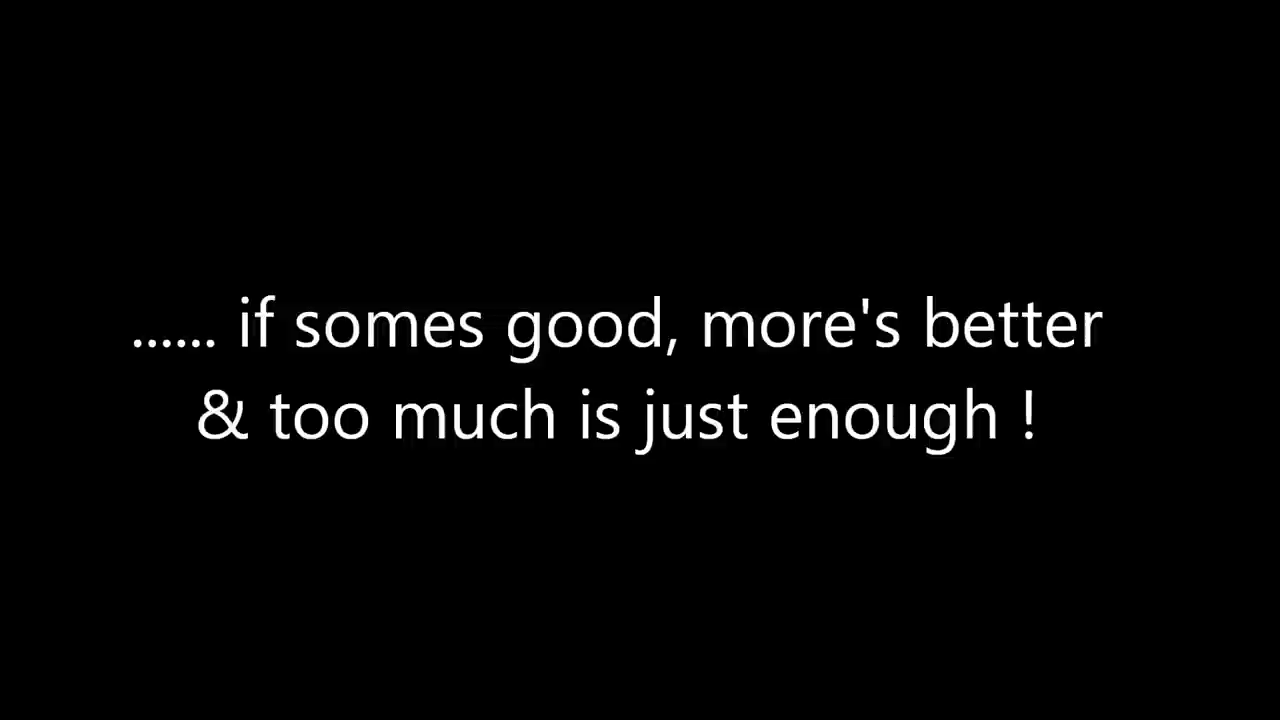 ...... if somes good, more's better
& too much is just enough !